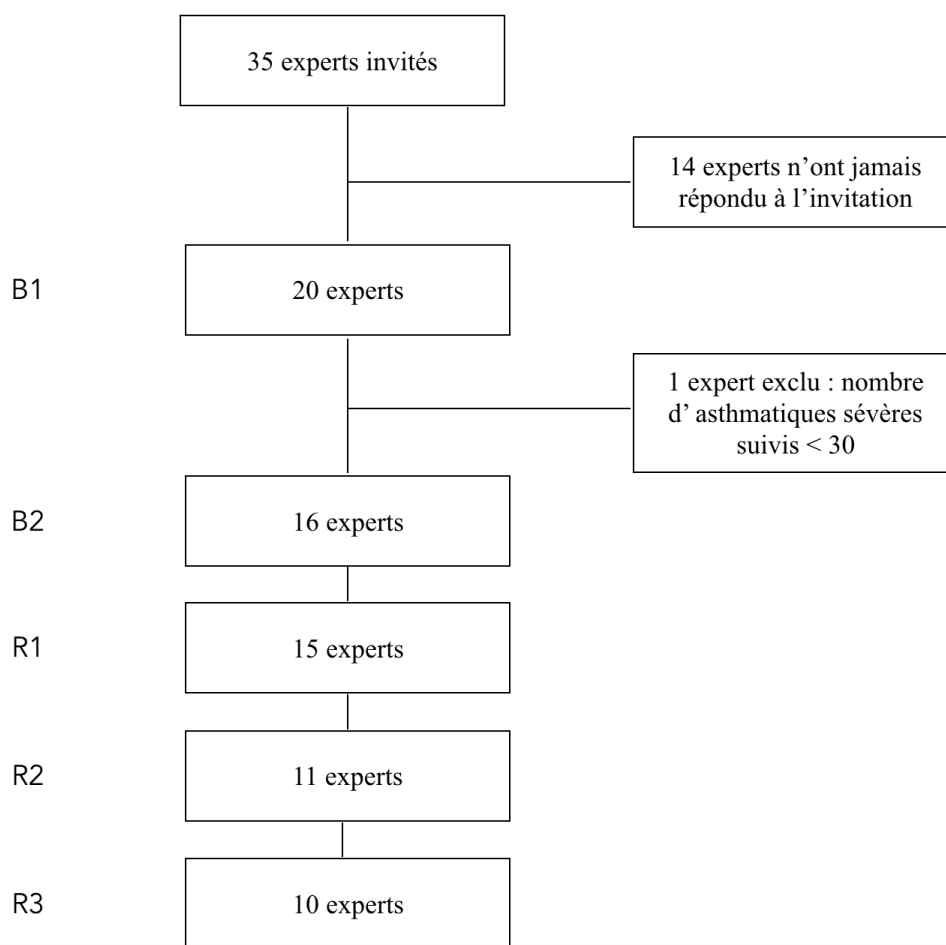 35 experts invités
14 experts n’ont jamais
répondu à l’invitation
B1
20 experts
1 expert exclu : nombre
d’ asthmatiques sévères
suivis < 30
B2
16 experts
R1
15 experts
R2
11 experts
R3
10 experts